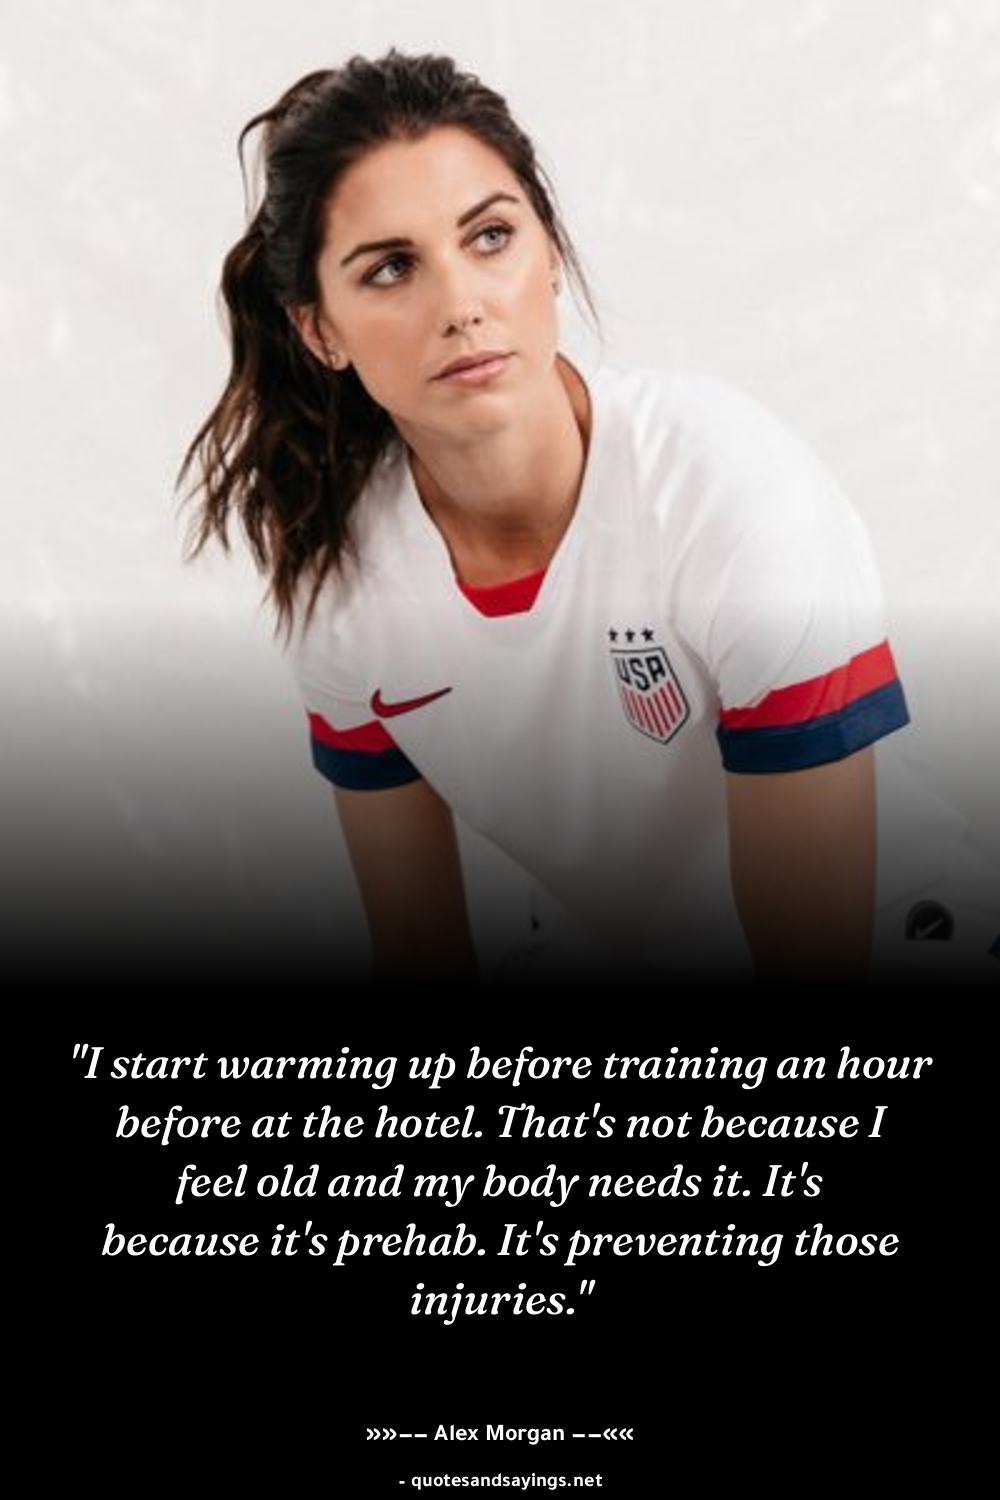 USA
"I start warming up before training an hour
before at the hotel. That's not because I
feel old and my body needs it. It's
because it's prehab. It's preventing those
injuries."
»»–– Alex Morgan ––««
- quotesandsayings.net